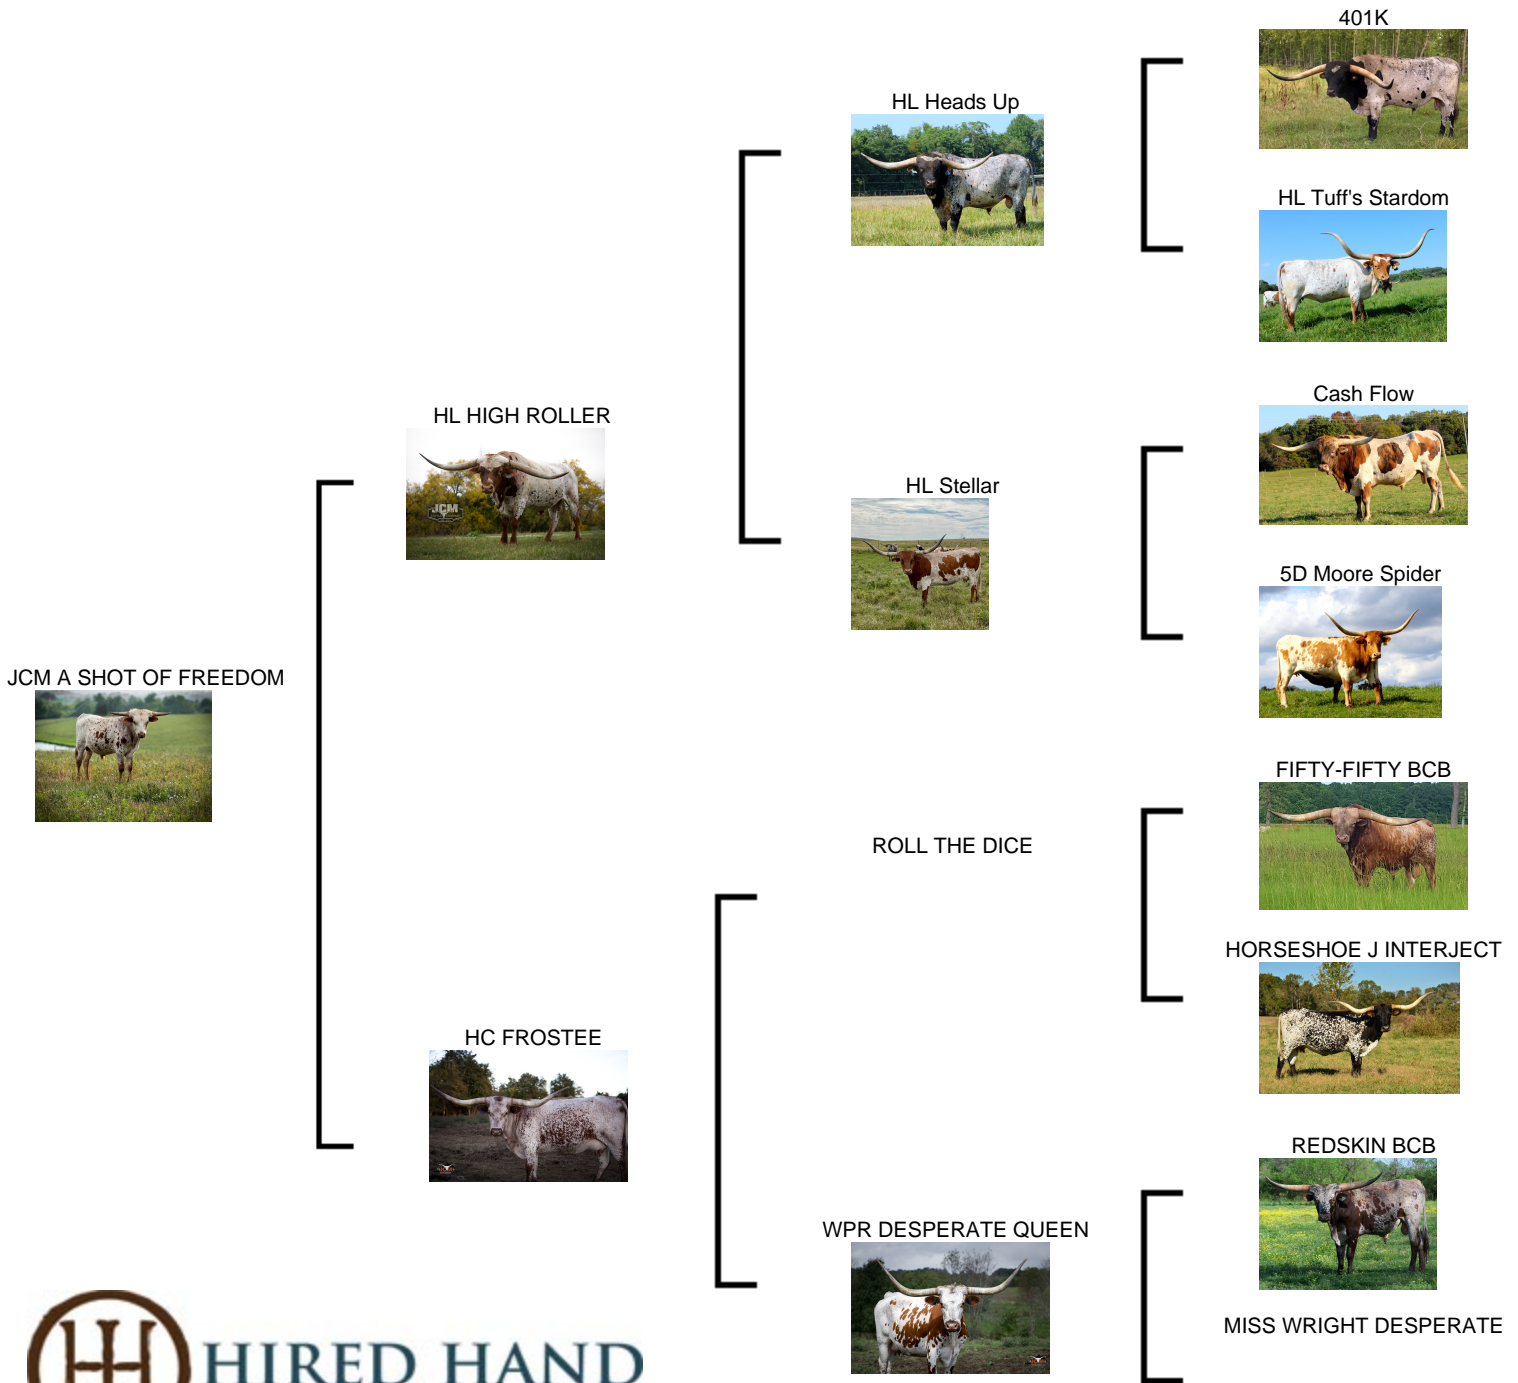 401K
HL Heads Up
HL Tuff's Stardom
Cash Flow
HL HIGH ROLLER
JCM
HL Stellar
5D Moore Spider
JCM A SHOT OF FREEDOM
FIFTY-FIFTY BCB
ROLL THE DICE
HORSESHOE J INTERJECT
HC FROSTEE
REDSKIN BCB
WPR DESPERATE QUEEN
MISS WRIGHT DESPERATE
HIRED HAND